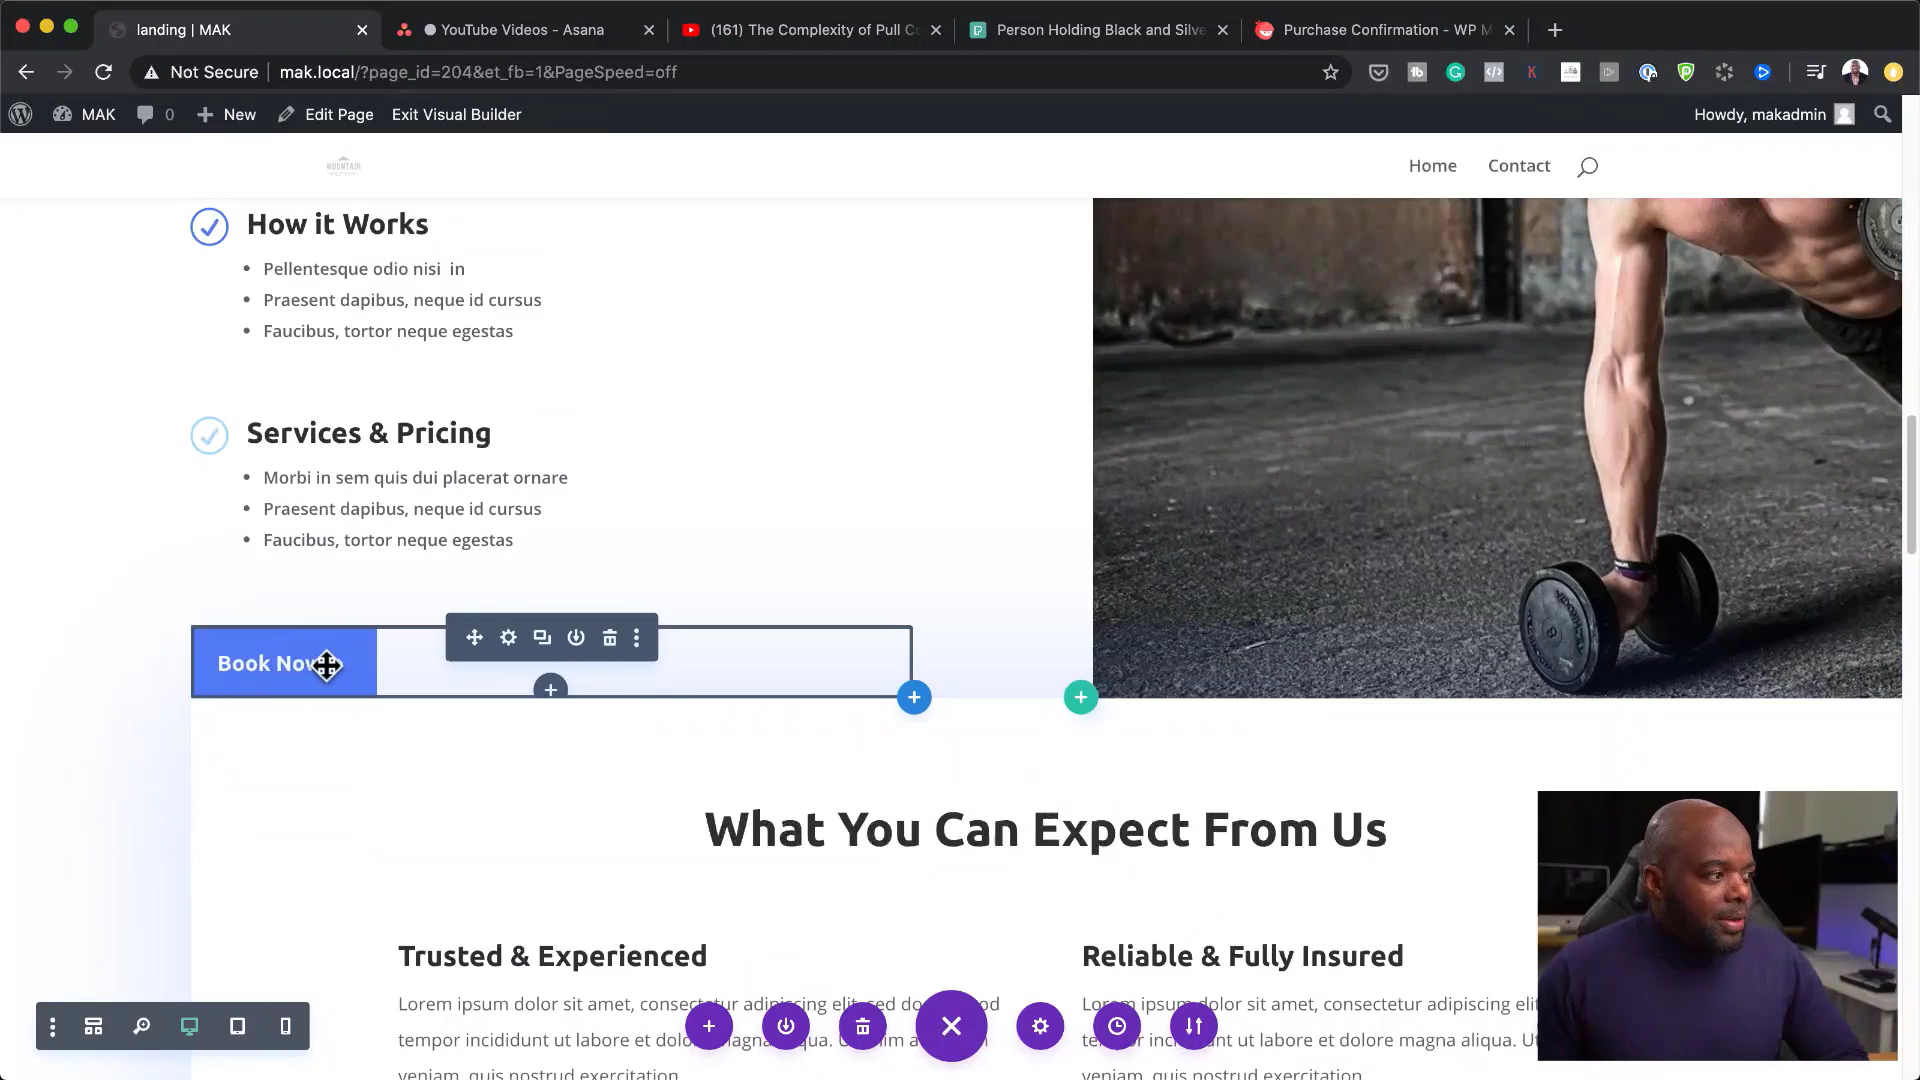 landing | MAK
YouTube Videos - Asana
(161) The Complexity of Pull Co
Person Holding Black and Silve
Purchase Confirmation - WP M
Not Secure
mak.local/?page_id=204&et_fb=1&PageSpeed=off
MAK
0
New
Edit Page
Exit Visual Builder
Howdy, makadmin
MOUNTAIN
Home
Contact
How it Works
Pellentesque odio nisi in
Praesent dapibus, neque id cursus
Faucibus, tortor neque egestas
Services & Pricing
Morbi in sem quis dui placerat ornare
Praesent dapibus, neque id cursus
Faucibus, tortor neque egestas
Book Now
What You Can Expect From Us
Trusted & Experienced
Lorem ipsum dolor sit amet, consectetur adipiscing elit, sed do
tempor incididunt ut labore et dolore magna aliqua.
veniam, quis nostrud exercitation
Reliable & Fully Insured
Lorem ipsum dolor sit amet, consectetur adipiscing elit
tempor incididunt ut labore et dolore magna aliqua. Ut
veniam, quis nostrud exercitation